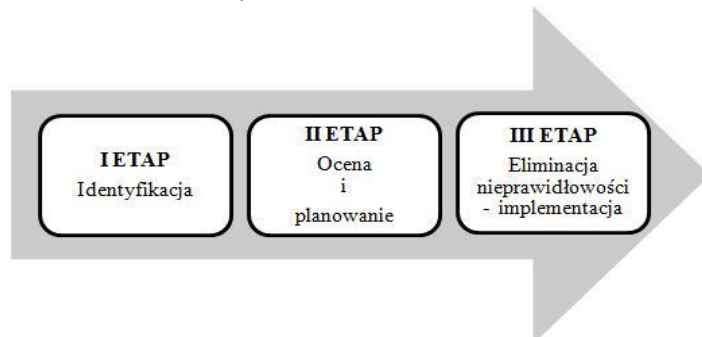 I ETAP
Identyfikacja
II ETAP
Ocena
i
planowanie
III ETAP
Eliminacja
nieprawidłowości
- implementacja